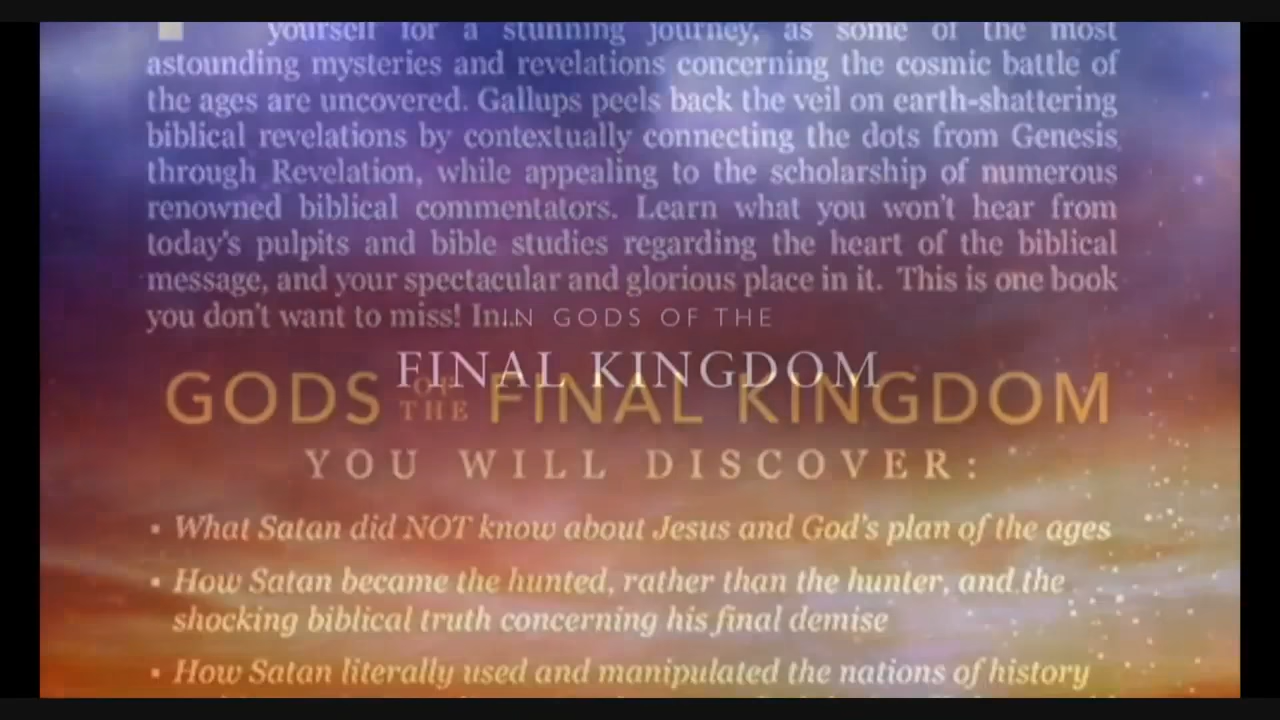 yourself for a stunning journey, as some of the most
astounding mysteries and revelations concerning the cosmic battle of
the ages are uncovered. Gallups peels back the veil on earth-shattering
biblical revelations by contextually connecting the dots from Genesis
through Revelation, while appealing to the scholarship of numerous
renowned biblical commentators. Learn what you won't hear from
today's pulpits and bible studies regarding the heart of the biblical
message, and your spectacular and glorious place in it. This is one book
you don't want to miss! In...
IN GODS OF THE
FINAL KINGDOM
GODS OF THE FINAL KINGDOM
YOU WILL DISCOVER:
• What Satan did NOT know about Jesus and God's plan of the ages
• How Satan became the hunted, rather than the hunter, and the
shocking biblical truth concerning his final demise
• How Satan literally used and manipulated the nations of history